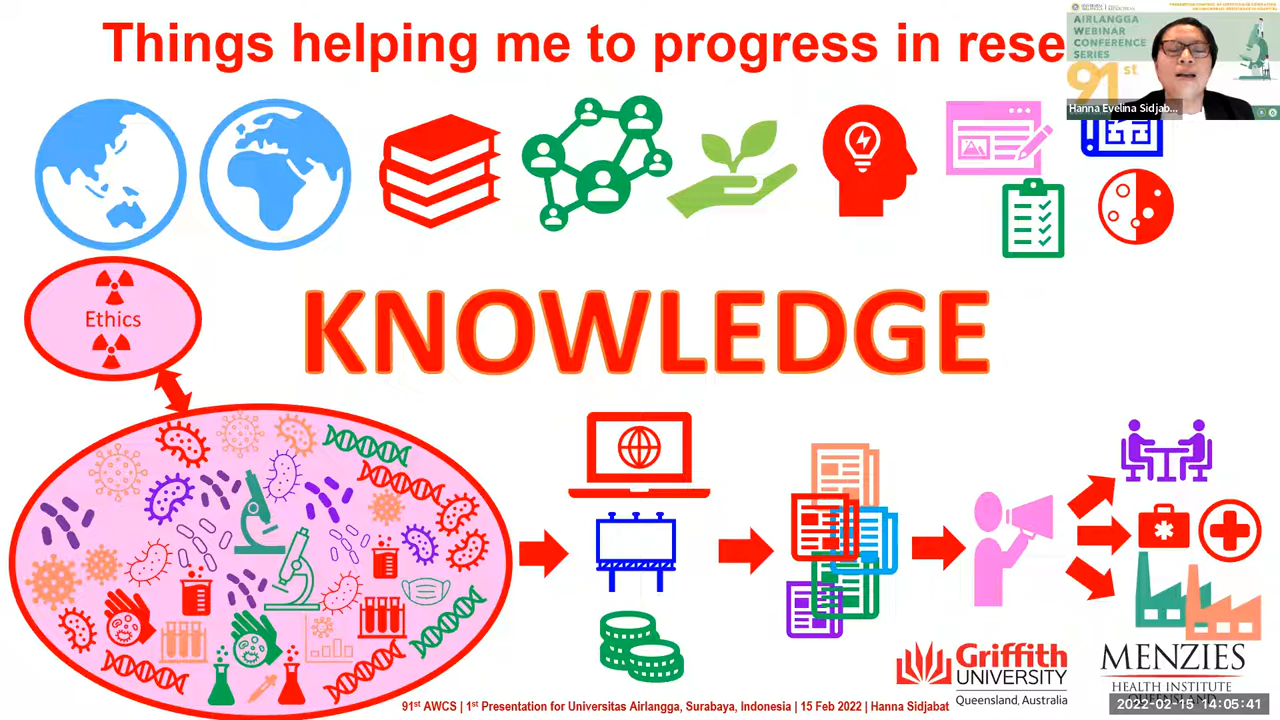 Things helping me to progress in rese
AIRLANGGA
WEBINAR
CONFERENCE
SERIES
91st
Hanna Evelina Sidjab...
Ethics
KNOWLEDGE
Griffith
UNIVERSITY
Queensland, Australia
MENZIES
HEALTH INSTITUTE
QUEENSLAND
91st AWCS | 1st Presentation for Universitas Airlangga, Surabaya, Indonesia | 15 Feb 2022 | Hanna Sidjabat
2022-02-15 14:05:41